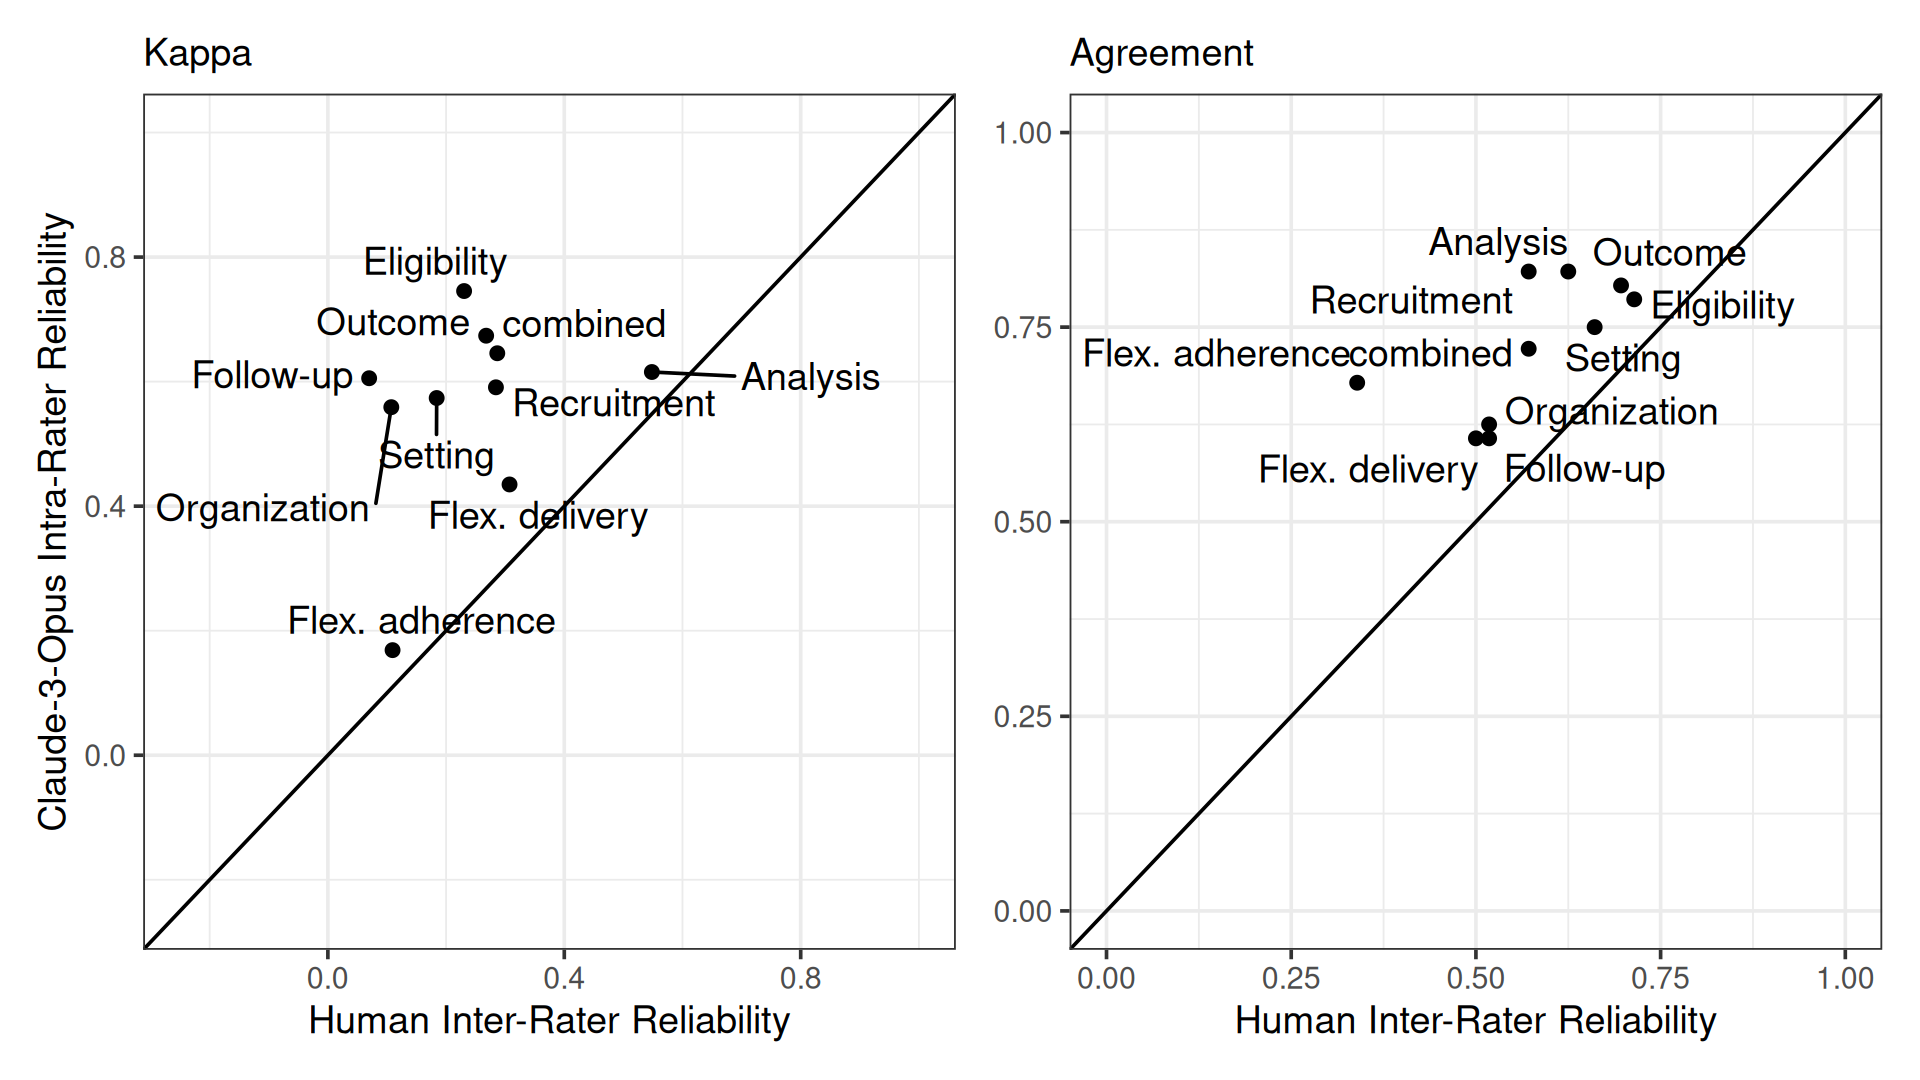 Kappa
Agreement
Claude-3-Opus Intra-Rater Reliability
0.8
0.4
0.0
Eligibility
Outcome
combined
Follow-up
Analysis
Recruitment
Setting
Organization
Flex. delivery
Flex. adherence
0.0
0.4
0.8
Human Inter-Rater Reliability
1.00
0.75
0.50
0.25
0.00
Analysis
Outcome
Recruitment
Eligibility
Flex. adherence
combined
Setting
Organization
Flex. delivery
Follow-up
0.00
0.25
0.50
0.75
1.00
Human Inter-Rater Reliability